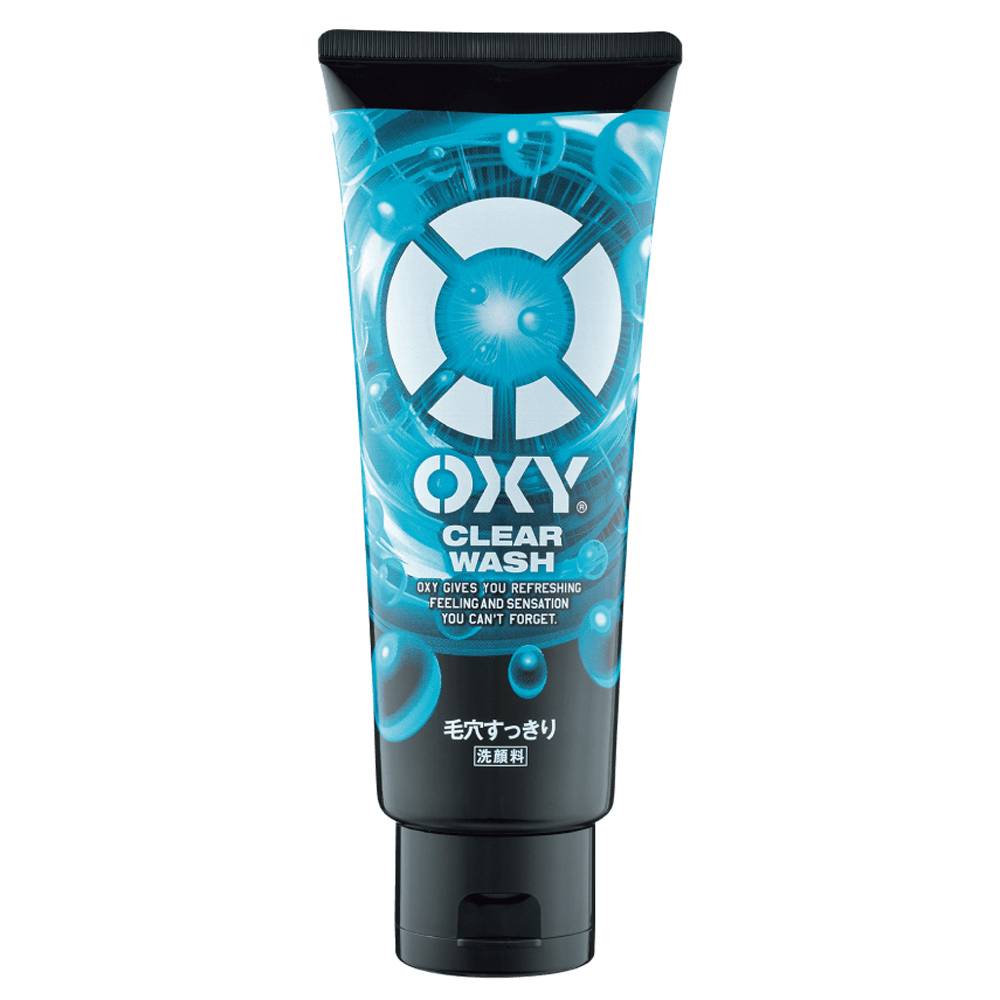 OXY®
CLEAR
WASH
OXY GIVES YOU REFRESHING
FEELING AND SENSATION
YOU CAN'T FORGET.
毛穴すっきり
洗顔料